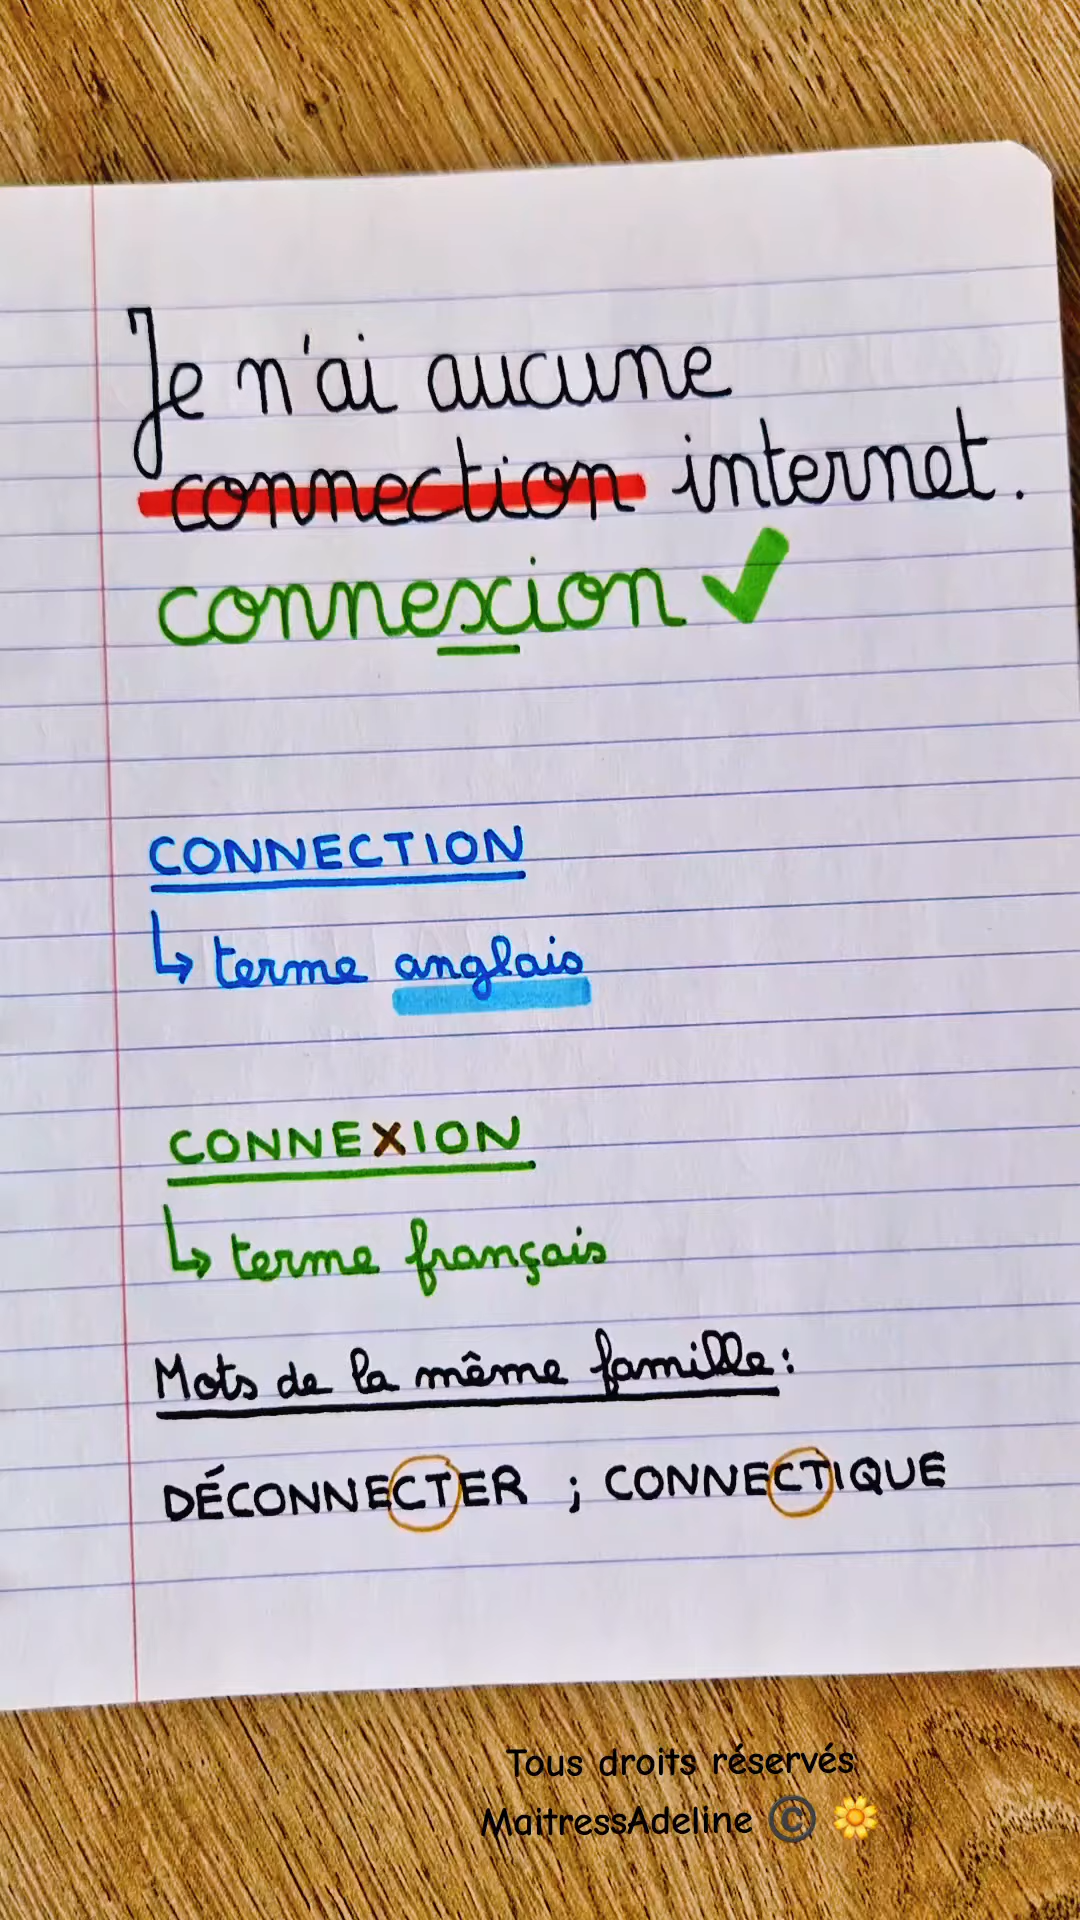 Je n'ai aucune
connection internet.
connexion ✓
CONNECTION
↳ terme anglais
CONNEXION
↳ terme français
Mots de la même famille :
DÉCONNECTER ; CONNECTIQUE
Tous droits réservés
MaitressAdeline © 🌼